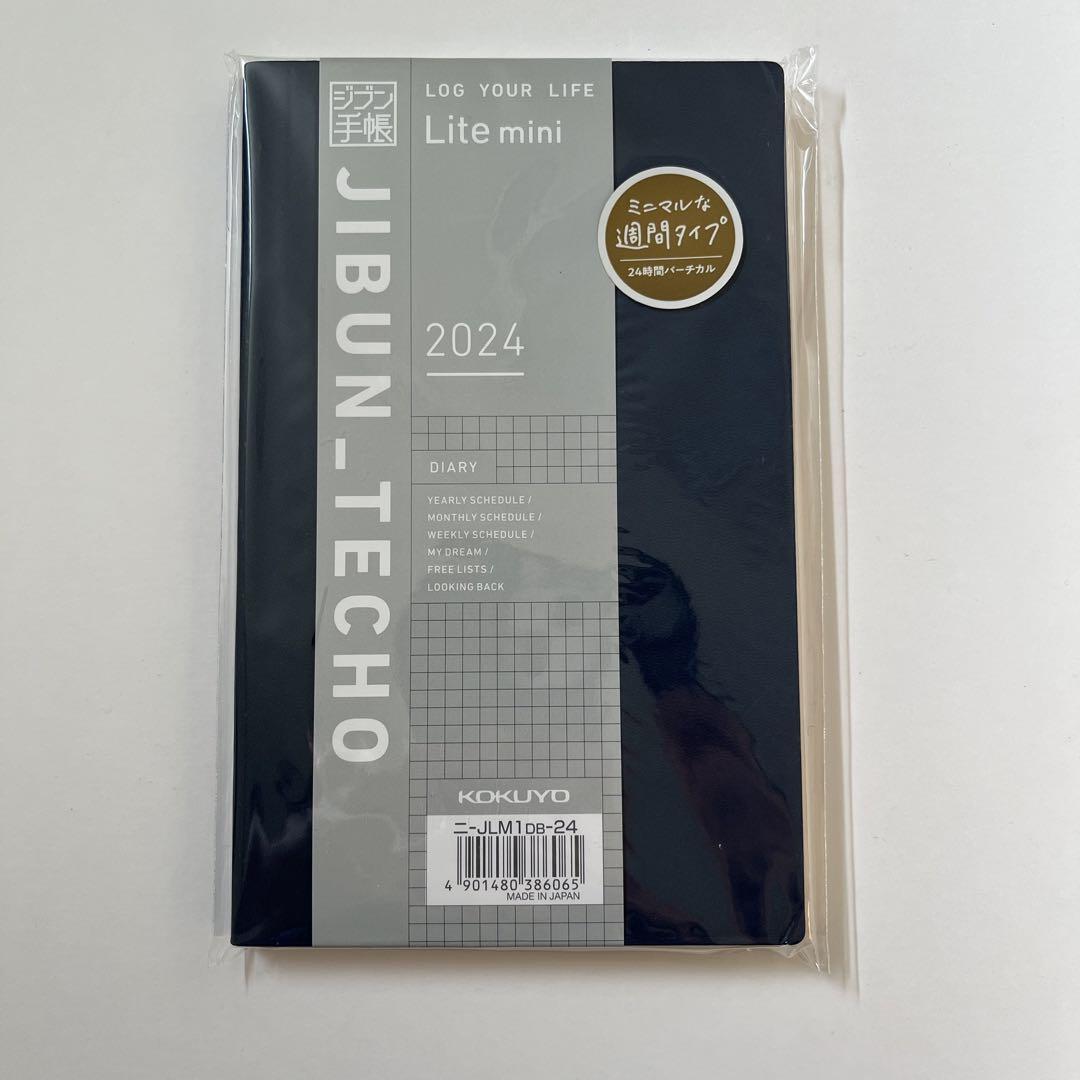 ジブン
手帳
JIBUN_TECHO
LOG YOUR LIFE
Lite mini
ミニマルな
週間タイプ
24時間バーチカル
2024
DIARY
YEARLY SCHEDULE /
MONTHLY SCHEDULE /
WEEKLY SCHEDULE /
MY DREAM /
FREE LISTS /
LOOKING BACK
KOKUYO
ニ-JLM1DB-24
4 901480 386065
MADE IN JAPAN